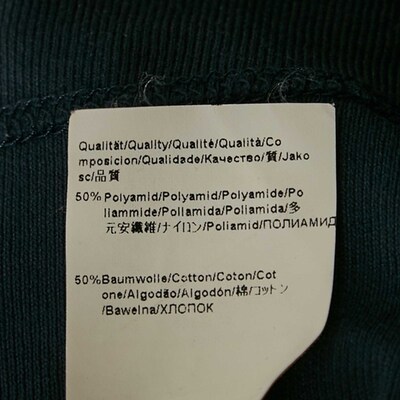 Qualität/Quality/Qualité/Qualità/Co
mposicion/Qualidade/Качество/質/Jako
sc/品質
50% Polyamid/Polyamid/Polyamide/Po
liammide/Poliamida/Poliamida/多
元安纖維/ナイロン/Poliamid/ПОЛИАМИД
50% Baumwolle/Cotton/Coton/Cot
one/Algodão/Algodón/棉/コットン
/Bawelna/ХЛОПОК